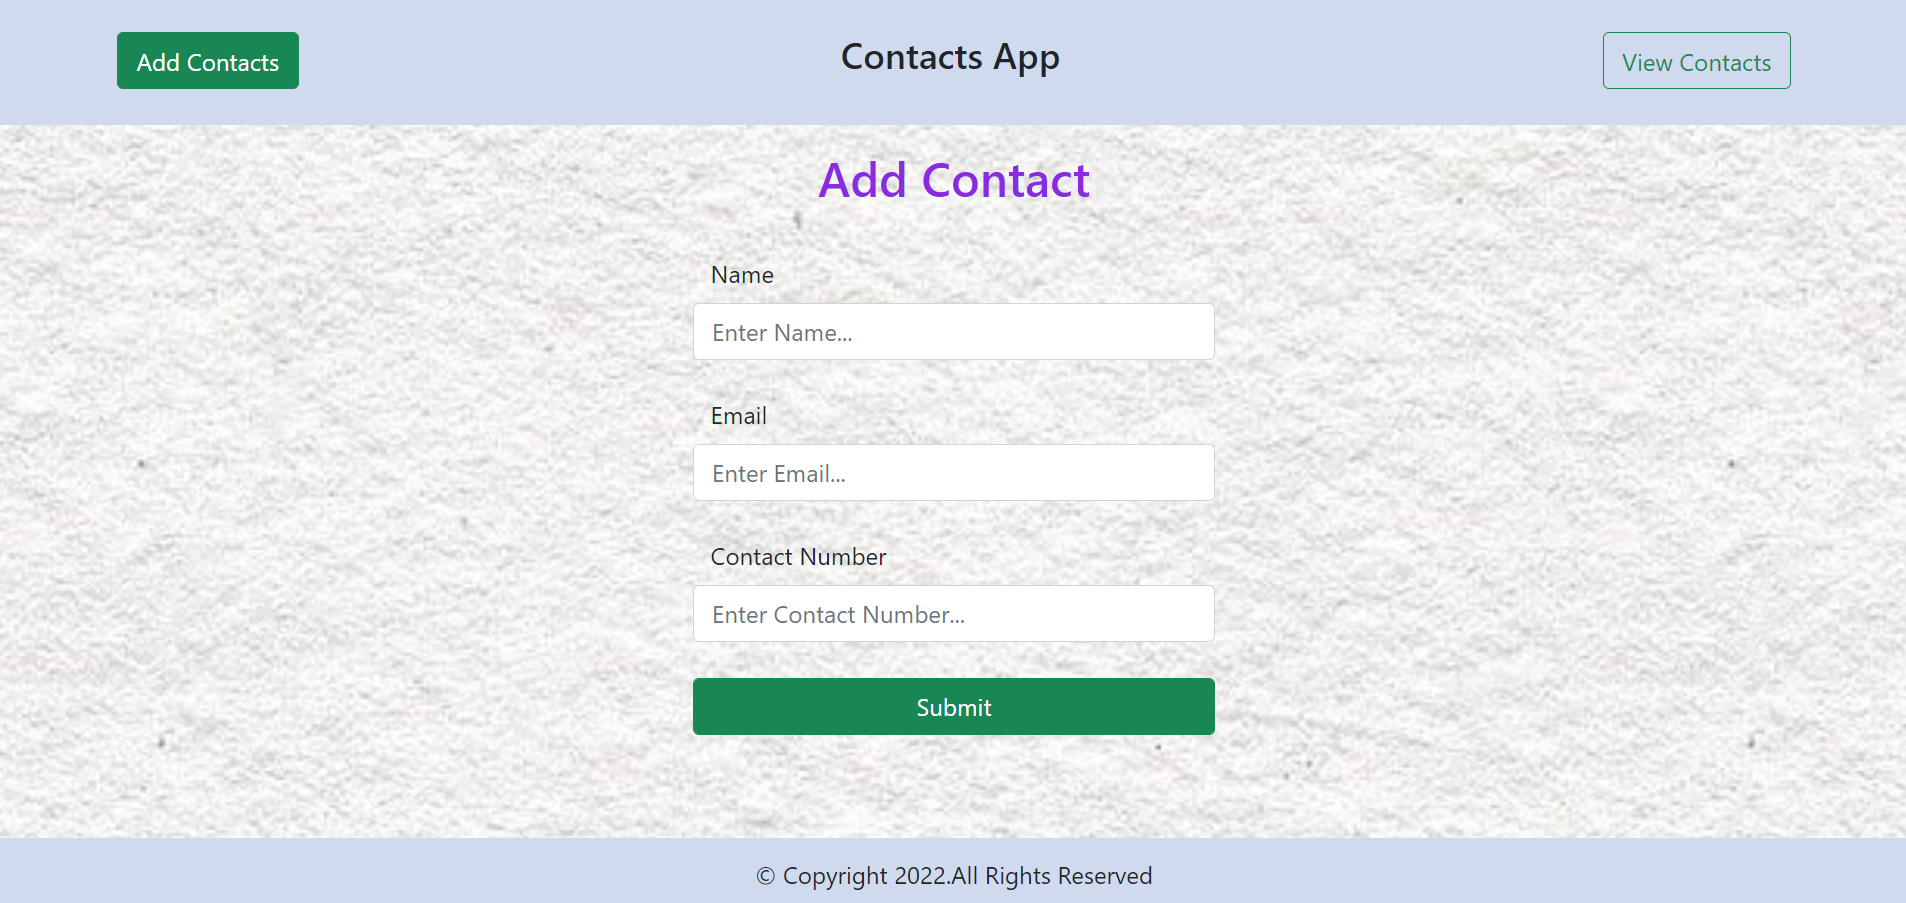 Add Contacts
Contacts App
View Contacts
Add Contact
Name
Enter Name...
Email
Enter Email...
Contact Number
Enter Contact Number...
Submit
© Copyright 2022.All Rights Reserved